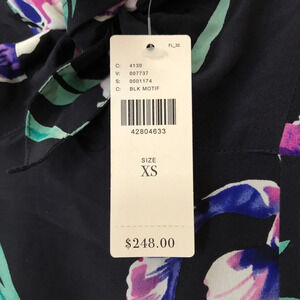 FL_30
C: 4130
V: 007737
S: 0001174
D: BLK MOTIF
42804633
SIZE
XS
$248.00